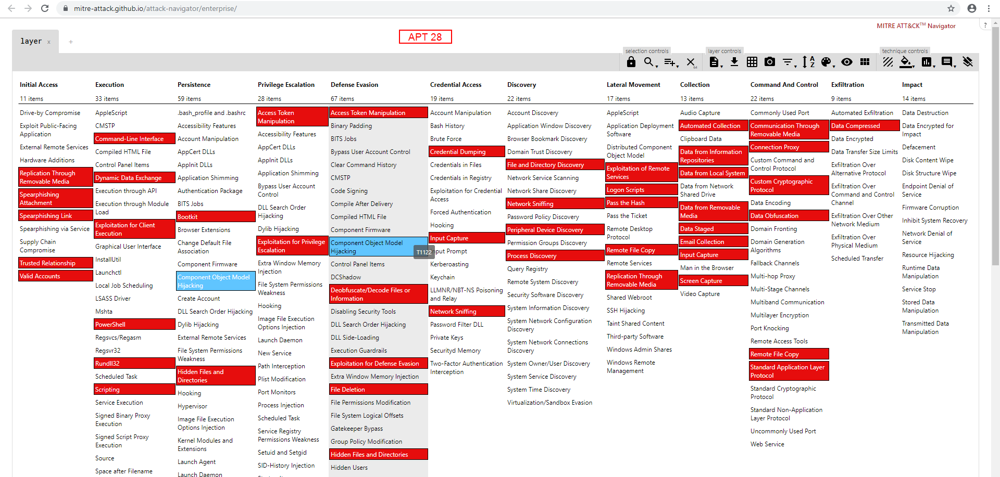 mitre-attack.github.io/attack-navigator/enterprise/
MITRE ATT&CK™ Navigator
?
layer x
+
APT 28
selection controls
layer controls
technique controls
64
A
Z
Initial Access
11 items
Drive-by Compromise
Exploit Public-Facing
Application
External Remote Services
Hardware Additions
Replication Through
Removable Media
Spearphishing
Attachment
Spearphishing Link
Spearphishing via Service
Supply Chain
Compromise
Trusted Relationship
Valid Accounts
Execution
33 items
AppleScript
CMSTP
Command-Line Interface
Compiled HTML File
Control Panel Items
Dynamic Data Exchange
Execution through API
Execution through Module
Load
Exploitation for Client
Execution
Graphical User Interface
InstallUtil
Launchctl
Local Job Scheduling
LSASS Driver
Mshta
PowerShell
Regsvcs/Regasm
Regsvr32
Rundll32
Scheduled Task
Scripting
Service Execution
Signed Binary Proxy
Execution
Signed Script Proxy
Execution
Source
Space after Filename
Persistence
59 items
.bash_profile and .bashrc
Accessibility Features
Account Manipulation
AppCert DLLs
AppInit DLLs
Application Shimming
Authentication Package
BITS Jobs
Bootkit
Browser Extensions
Change Default File
Association
Component Firmware
Component Object Model
Hijacking
Create Account
DLL Search Order Hijacking
Dylib Hijacking
External Remote Services
File System Permissions
Weakness
Hidden Files and
Directories
Hooking
Hypervisor
Image File Execution
Options Injection
Kernel Modules and
Extensions
Launch Agent
Launch Daemon
Privilege Escalation
28 items
Access Token
Manipulation
Accessibility Features
AppCert DLLs
AppInit DLLs
Application Shimming
Bypass User Account
Control
DLL Search Order
Hijacking
Dylib Hijacking
Exploitation for Privilege
Escalation
Extra Window Memory
Injection
File System Permissions
Weakness
Hooking
Image File Execution
Options Injection
Launch Daemon
New Service
Path Interception
Plist Modification
Port Monitors
Process Injection
Scheduled Task
Service Registry
Permissions Weakness
Setuid and Setgid
SID-History Injection
Defense Evasion
67 items
Access Token Manipulation
Binary Padding
BITS Jobs
Bypass User Account Control
Clear Command History
CMSTP
Code Signing
Compile After Delivery
Compiled HTML File
Component Firmware
Component Object Model
Hijacking
T1122
Control Panel Items
DCShadow
Deobfuscate/Decode Files or
Information
Disabling Security Tools
DLL Search Order Hijacking
DLL Side-Loading
Execution Guardrails
Exploitation for Defense Evasion
Extra Window Memory Injection
File Deletion
File Permissions Modification
File System Logical Offsets
Gatekeeper Bypass
Group Policy Modification
Hidden Files and Directories
Hidden Users
Credential Access
19 items
Account Manipulation
Bash History
Brute Force
Credential Dumping
Credentials in Files
Credentials in Registry
Exploitation for Credential
Access
Forced Authentication
Hooking
Input Capture
Prompt
Kerberoasting
Keychain
LLMNR/NBT-NS Poisoning
and Relay
Network Sniffing
Password Filter DLL
Private Keys
Securityd Memory
Two-Factor Authentication
Interception
Discovery
22 items
Account Discovery
Application Window Discovery
Browser Bookmark Discovery
Domain Trust Discovery
File and Directory Discovery
Network Service Scanning
Network Share Discovery
Network Sniffing
Password Policy Discovery
Peripheral Device Discovery
Permission Groups Discovery
Process Discovery
Query Registry
Remote System Discovery
Security Software Discovery
System Information Discovery
System Network Configuration
Discovery
System Network Connections
Discovery
System Owner/User Discovery
System Service Discovery
System Time Discovery
Virtualization/Sandbox Evasion
Lateral Movement
17 items
AppleScript
Application Deployment
Software
Distributed Component
Object Model
Exploitation of Remote
Services
Logon Scripts
Pass the Hash
Pass the Ticket
Remote Desktop
Protocol
Remote File Copy
Remote Services
Replication Through
Removable Media
Shared Webroot
SSH Hijacking
Taint Shared Content
Third-party Software
Windows Admin Shares
Windows Remote
Management
Collection
13 items
Audio Capture
Automated Collection
Clipboard Data
Data from Information
Repositories
Data from Local System
Data from Network
Shared Drive
Data from Removable
Media
Data Staged
Email Collection
Input Capture
Man in the Browser
Screen Capture
Video Capture
Command And Control
22 items
Commonly Used Port
Communication Through
Removable Media
Connection Proxy
Custom Command and
Control Protocol
Custom Cryptographic
Protocol
Data Encoding
Data Obfuscation
Domain Fronting
Domain Generation
Algorithms
Fallback Channels
Multi-hop Proxy
Multi-Stage Channels
Multiband Communication
Multilayer Encryption
Port Knocking
Remote Access Tools
Remote File Copy
Standard Application Layer
Protocol
Standard Cryptographic
Protocol
Standard Non-Application
Layer Protocol
Uncommonly Used Port
Web Service
Exfiltration
9 items
Automated Exfiltration
Data Compressed
Data Encrypted
Data Transfer Size Limits
Exfiltration Over
Alternative Protocol
Exfiltration Over
Command and Control
Channel
Exfiltration Over Other
Network Medium
Exfiltration Over
Physical Medium
Scheduled Transfer
Impact
14 items
Data Destruction
Data Encrypted for
Impact
Defacement
Disk Content Wipe
Disk Structure Wipe
Endpoint Denial of
Service
Firmware Corruption
Inhibit System Recovery
Network Denial of
Service
Resource Hijacking
Runtime Data
Manipulation
Service Stop
Stored Data
Manipulation
Transmitted Data
Manipulation